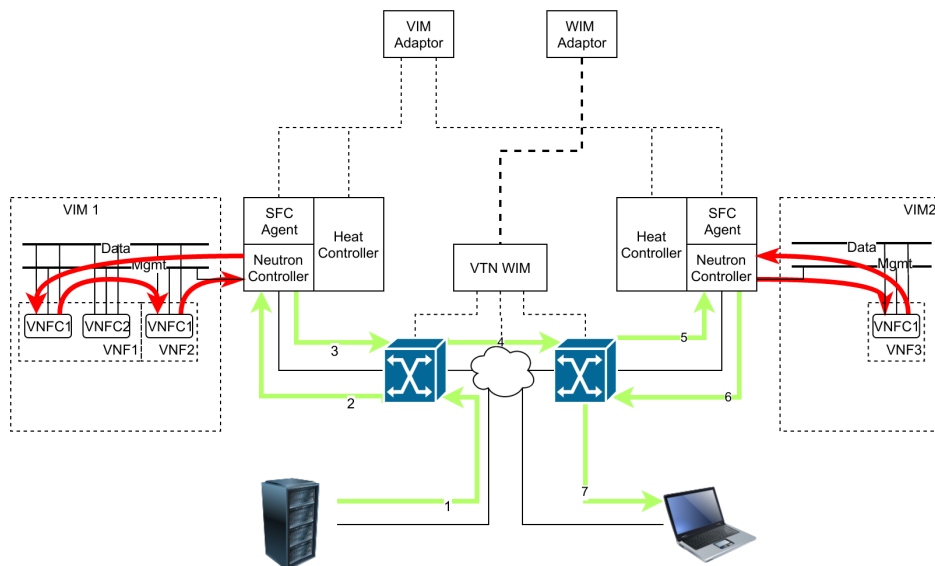 VIM
Adaptor
WIM
Adaptor
VIM 1
SFC
Agent
Heat
Controller
Neutron
Controller
Data
Mgmt
VNFC1
VNFC2
VNFC1
VNF1
VNF2
VTN WIM
Heat
Controller
SFC
Agent
Neutron
Controller
VIM2
Data
Mgmt
VNFC1
VNF3
3
4
5
2
6
1
7